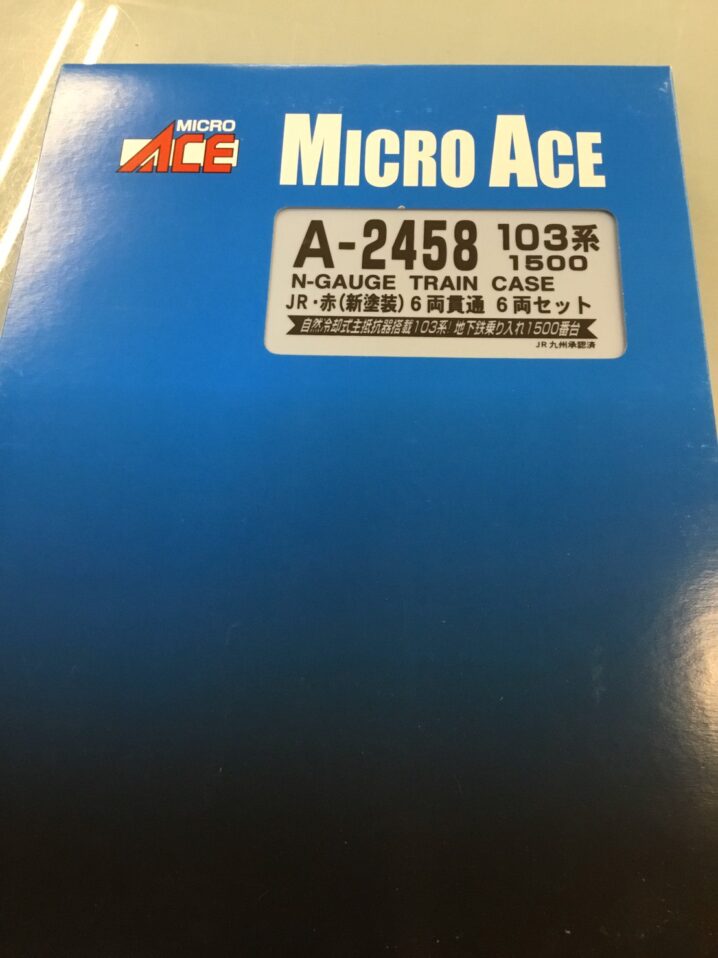 MICRO
ACE
MICRO ACE
A-2458 103系
1500
N-GAUGE TRAIN CASE
JR・赤(新塗装)6両貫通 6両セット
自然冷却式主抵抗器搭載103系!地下鉄乗り入れ1500番台
JR九州承認済